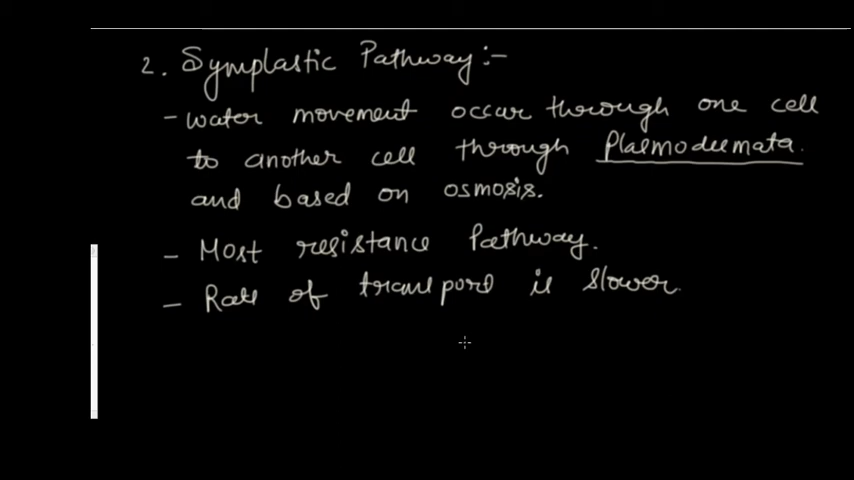 2. Symplastic Pathway :-
- water movement occur through one cell
to another cell through Plasmodesmata.
and based on osmosis.
- Most resistance Pathway.
- Rate of transport is slower.